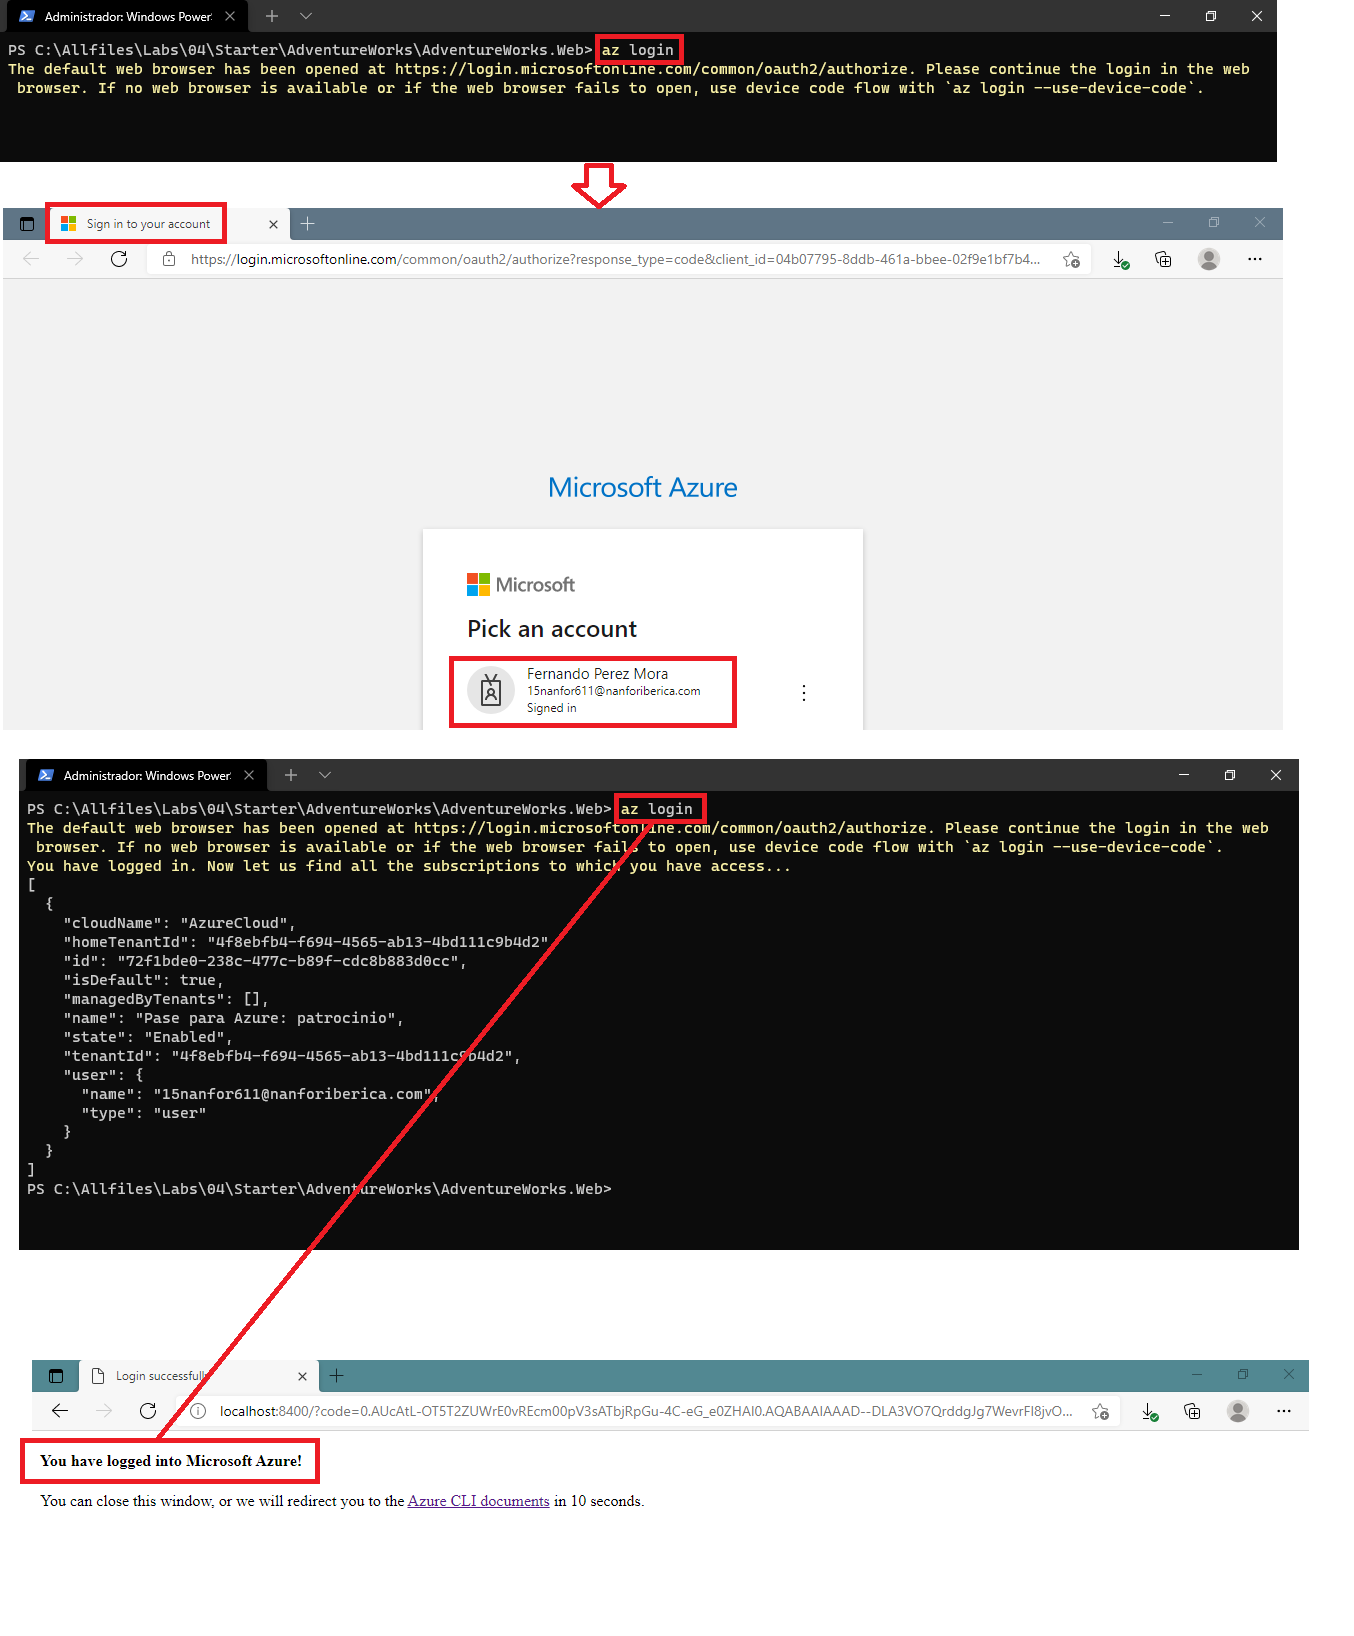 Administrador: Windows Power
PS C:\Allfiles\Labs\04\Starter\AdventureWorks\AdventureWorks.Web> az login
The default web browser has been opened at https://login.microsoftonline.com/common/oauth2/authorize. Please continue the login in the web
browser. If no web browser is available or if the web browser fails to open, use device code flow with `az login --use-device-code`.
Sign in to your account
https://login.microsoftonline.com/common/oauth2/authorize?response_type=code&client_id=04b07795-8ddb-461a-bbee-02f9e1bf7b4...
Microsoft Azure
Microsoft
Pick an account
Fernando Perez Mora
15nanfor611@nanforiberica.com
Signed in
Administrador: Windows Power
PS C:\Allfiles\Labs\04\Starter\AdventureWorks\AdventureWorks.Web> az login
The default web browser has been opened at https://login.microsoftonline.com/common/oauth2/authorize. Please continue the login in the web
browser. If no web browser is available or if the web browser fails to open, use device code flow with `az login --use-device-code`.
You have logged in. Now let us find all the subscriptions to which you have access...
[
{
"cloudName": "AzureCloud",
"homeTenantId": "4f8ebfb4-f694-4565-ab13-4bd111c9b4d2"
"id": "72f1bde0-238c-477c-b89f-cdc8b883d0cc",
"isDefault": true,
"managedByTenants": [],
"name": "Pase para Azure: patrocinio",
"state": "Enabled",
"tenantId": "4f8ebfb4-f694-4565-ab13-4bd111c9b4d2",
"user": {
"name": "15nanfor611@nanforiberica.com",
"type": "user"
}
}
]
PS C:\Allfiles\Labs\04\Starter\AdventureWorks\AdventureWorks.Web>
Login successfully
localhost:8400/?code=0.AUcAtL-OT5T2ZUWrE0vREcm00pV3sATbjRpGu-4C-eG_e0ZHAI0.AQABAAIAAAD--DLA3VO7QrddgJg7WevrFI8jvO...
You have logged into Microsoft Azure!
You can close this window, or we will redirect you to the Azure CLI documents in 10 seconds.